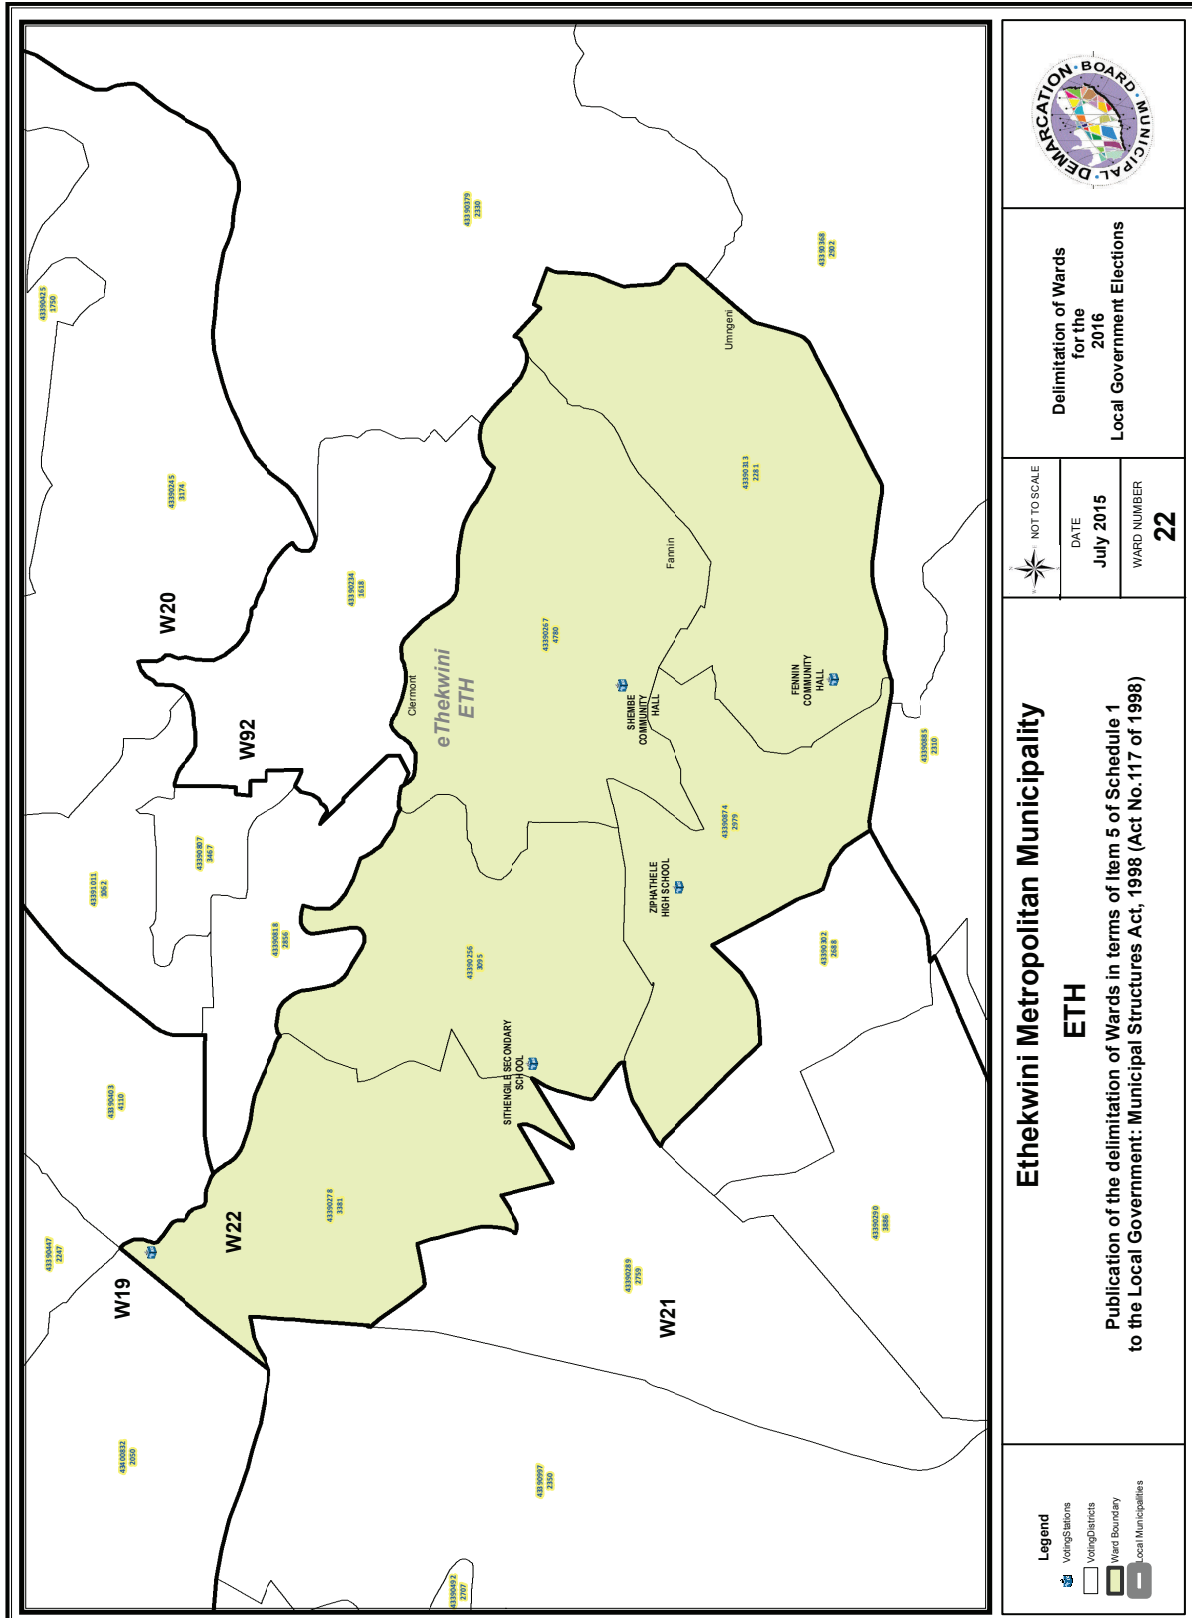 43390425
1750
43390379
2330
43390368
2902
43390245
3174
W20
43390234
1618
W92
Umngeni
43390313
2281
Fannin
43390267
4780
Clermont
eThekwini
ETH
SHEMBE
COMMUNITY
HALL
FENNIN
COMMUNITY
HALL
43390885
2310
43390874
2979
ZIPHATHELE
HIGH SCHOOL
43391011
3062
43390807
3467
43390818
2856
43390256
3095
43390302
2688
SITHENGILE SECONDARY
SCHOOL
43390403
4110
43390278
3381
W22
43390447
2247
W19
43390289
2759
W21
43390290
3886
43400832
2050
43390997
2350
43390492
2707
Legend
VotingStations
VotingDistricts
Ward Boundary
Local Municipalities
Ethekwini Metropolitan Municipality
ETH
Publication of the delimitation of Wards in terms of Item 5 of Schedule 1
to the Local Government: Municipal Structures Act, 1998 (Act No.117 of 1998)
NOT TO SCALE
DATE
July 2015
WARD NUMBER
22
Delimitation of Wards
for the
2016
Local Government Elections
MUNICIPAL · DEMARCATION · BOARD ·